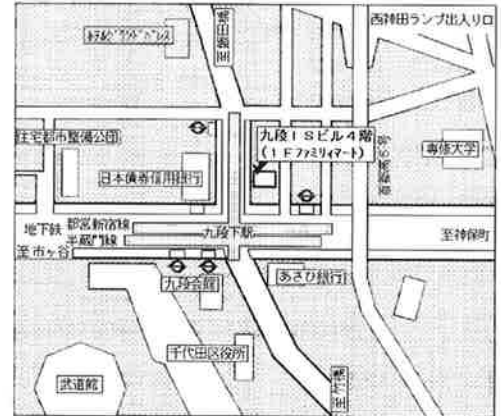 西神田ランプ出入り口
ホテルグランドパレス
九段ISビル4階
(1Fファミリィマート)
住宅都市整備公団
専修大学
日本債券信用銀行
地下鉄
都営新宿線
半蔵門線
九段下駅
至神保町
至市ヶ谷
九段会館
あさひ銀行
千代田区役所
武道館
至竹橋